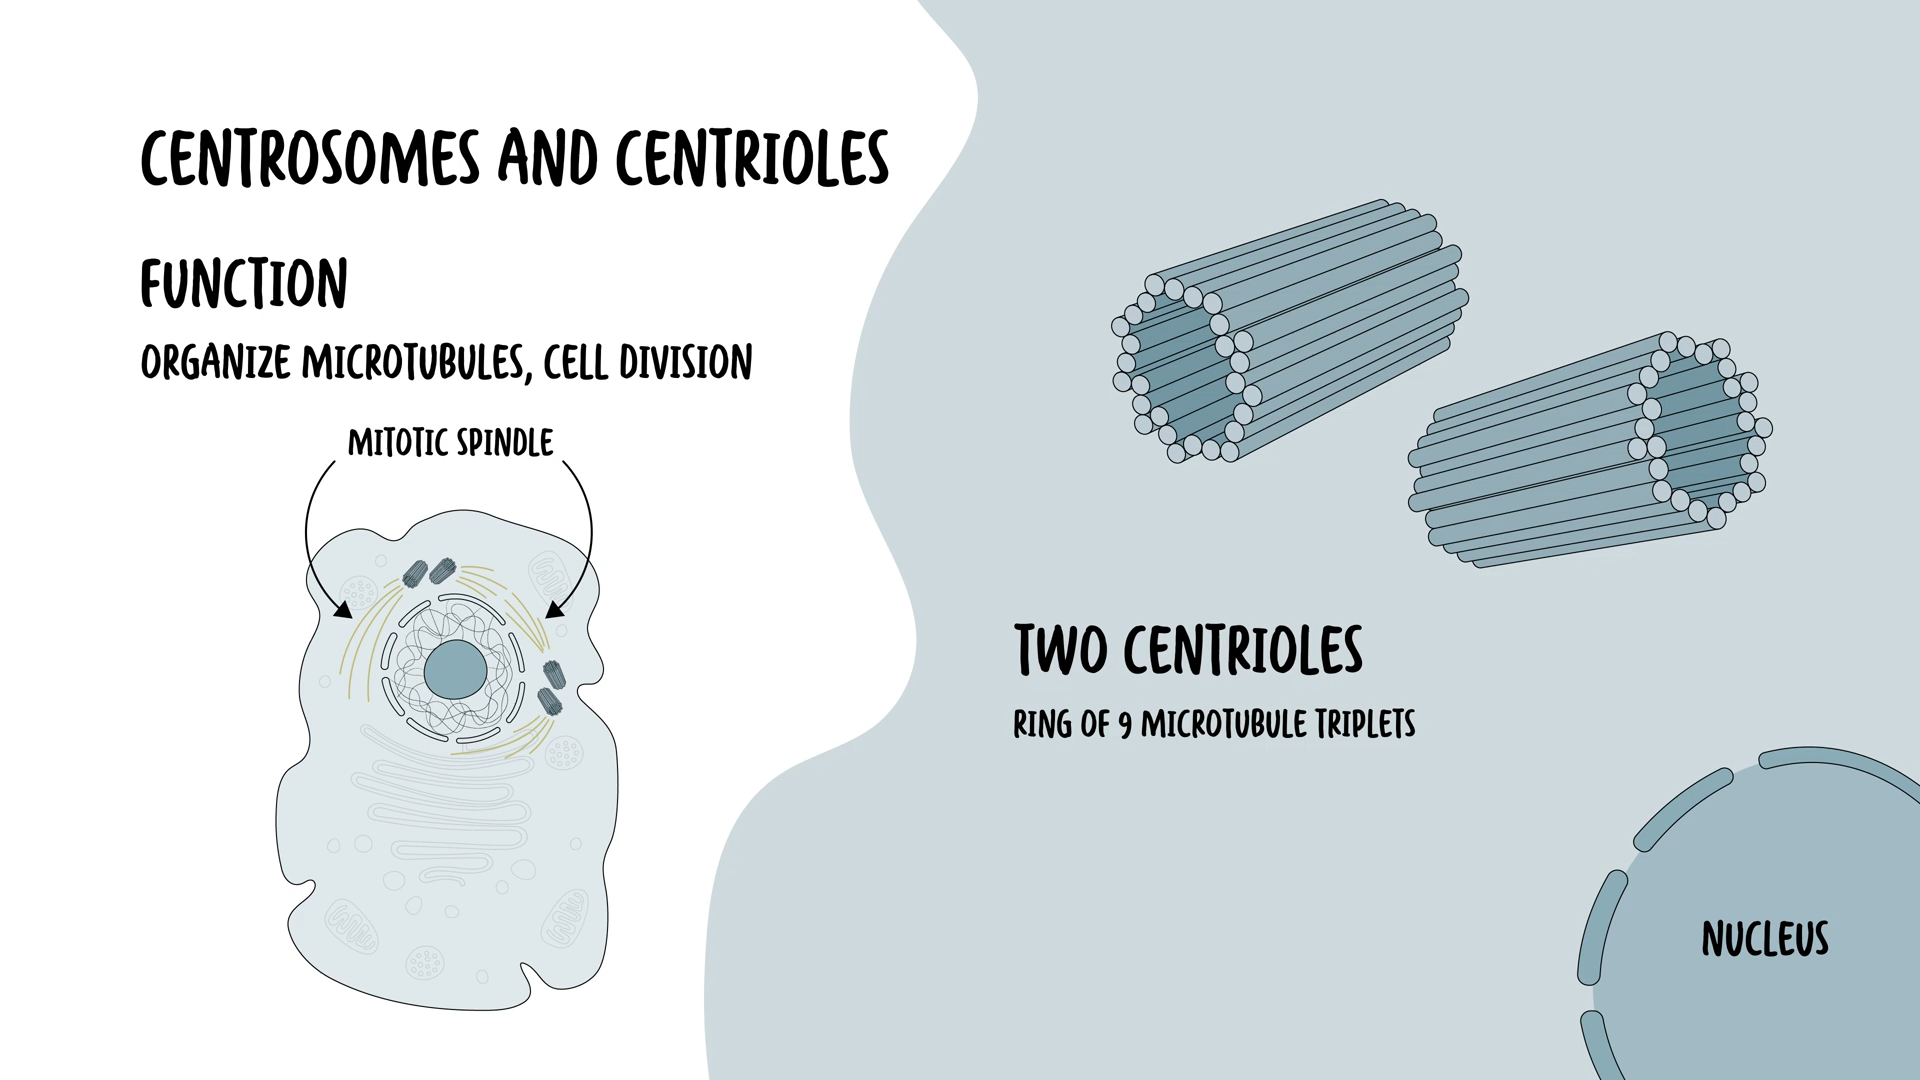 CENTROSOMES AND CENTRIOLES
FUNCTION
ORGANIZE MICROTUBULES, CELL DIVISION
MITOTIC SPINDLE
TWO CENTRIOLES
RING OF 9 MICROTUBULE TRIPLETS
NUCLEUS